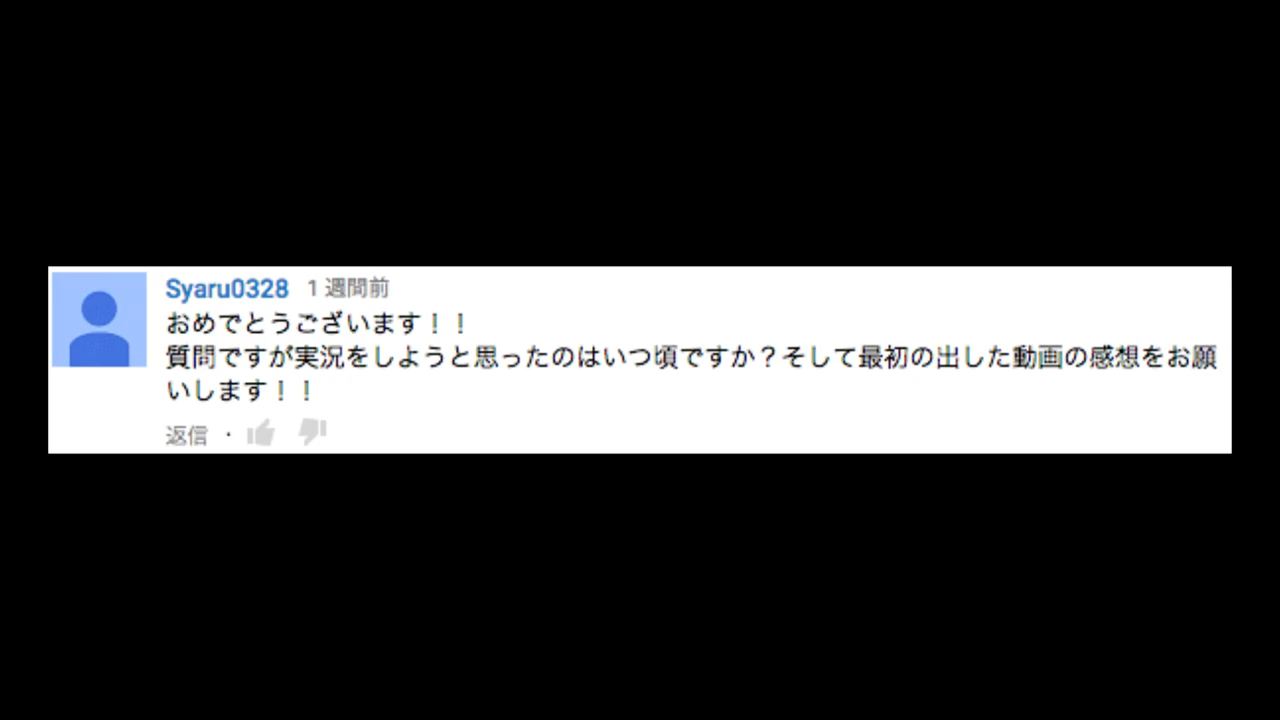 Syaru0328 1 週間前
おめでとうございます！！
質問ですが実況をしようと思ったのはいつ頃ですか？そして最初の出した動画の感想をお願
いします！！
返信 ・